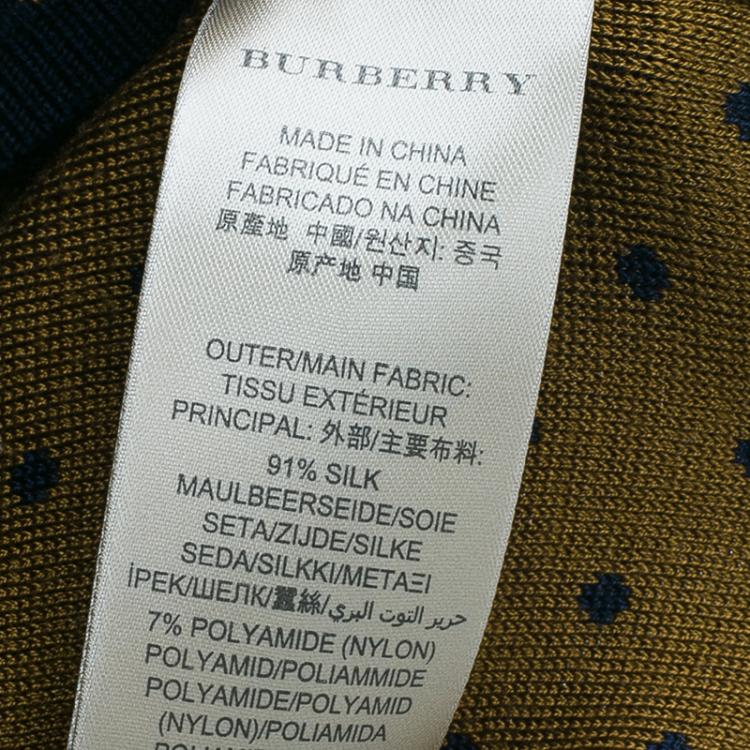 BURBERRY
MADE IN CHINA
FABRIQUÉ EN CHINE
FABRICADO NA CHINA
原產地 中國/원산지: 중국
原产地 中国
OUTER/MAIN FABRIC:
TISSU EXTÉRIEUR
PRINCIPAL: 外部/主要布料:
91% SILK
MAULBEERSEIDE/SOIE
SETA/ZIJDE/SILKE
SEDA/SILKKI/ΜΕΤΑΞΙ
İPEK/ШЕЛК/蠶絲/حرير التوت البري
7% POLYAMIDE (NYLON)
POLYAMID/POLIAMMIDE
POLYAMIDE/POLYAMID
(NYLON)/POLIAMIDA